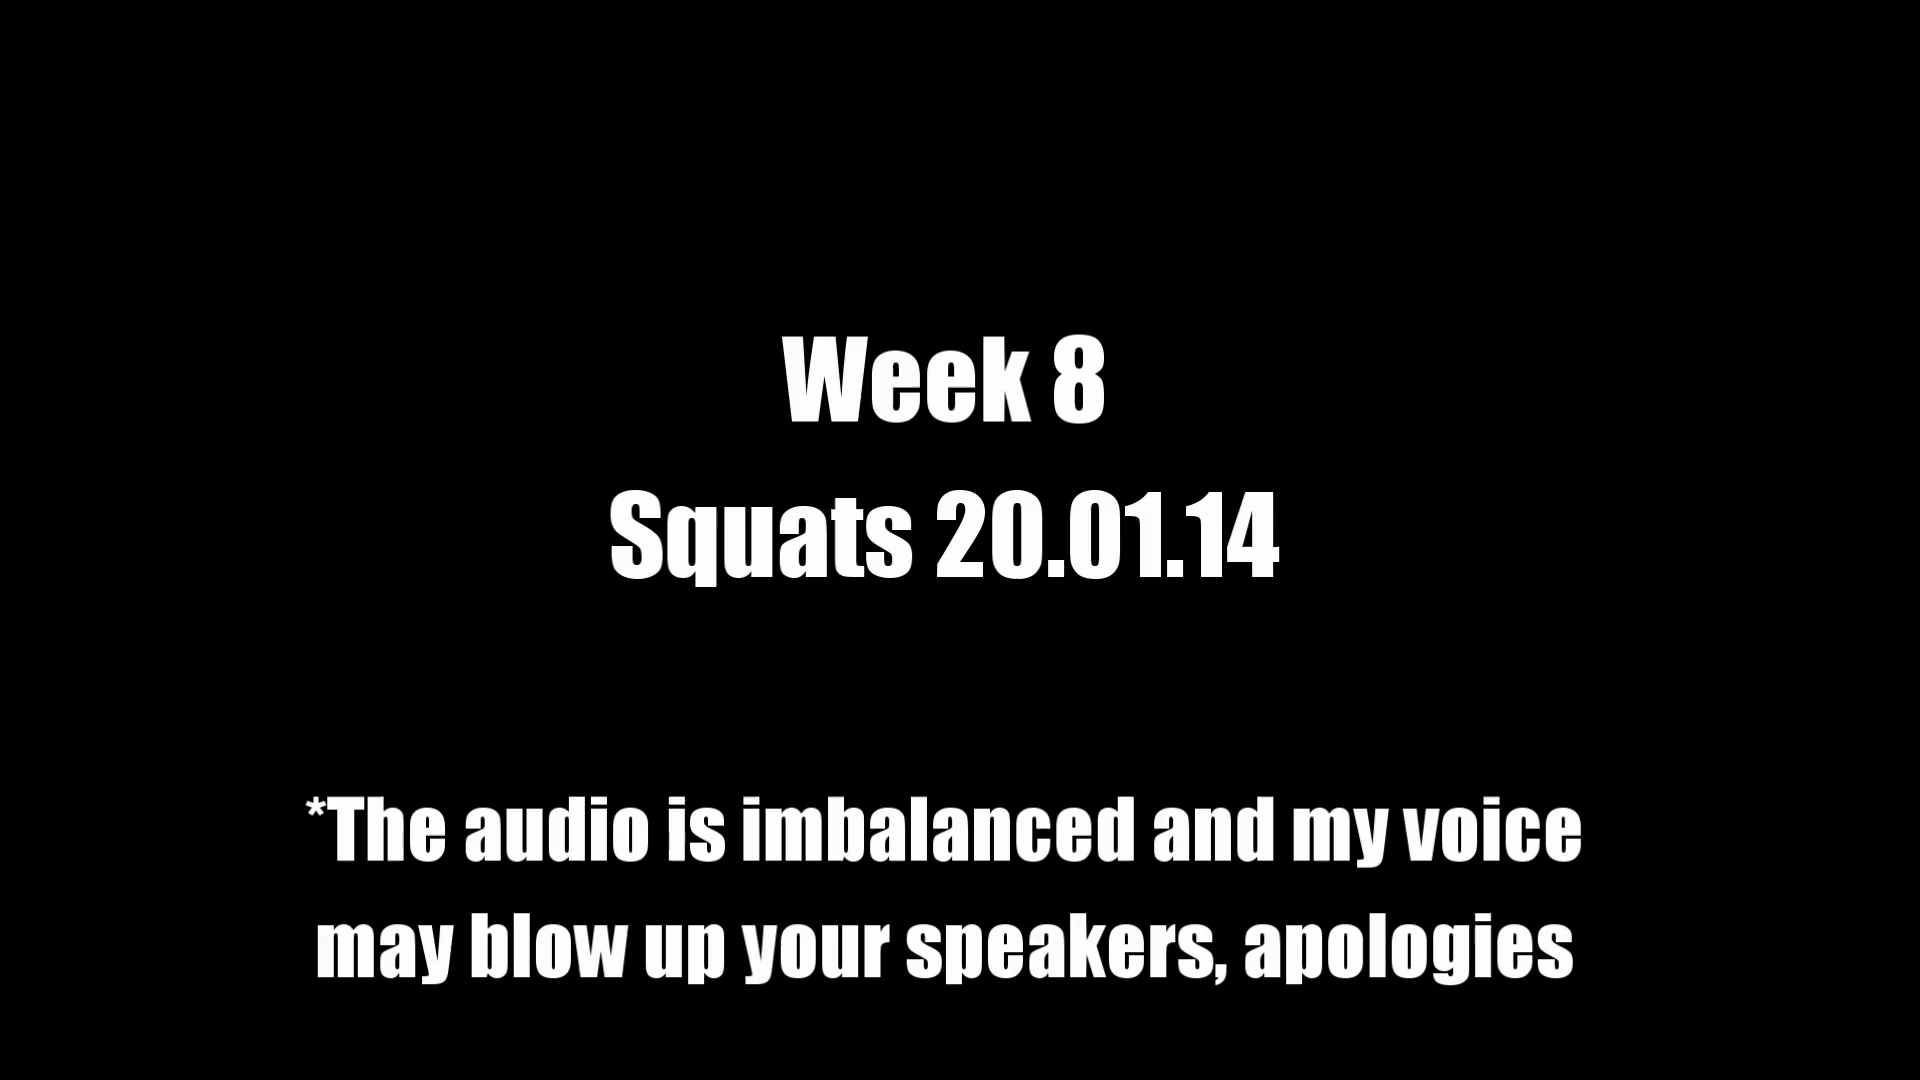 Week 8
Squats 20.01.14
*The audio is imbalanced and my voice
may blow up your speakers, apologies